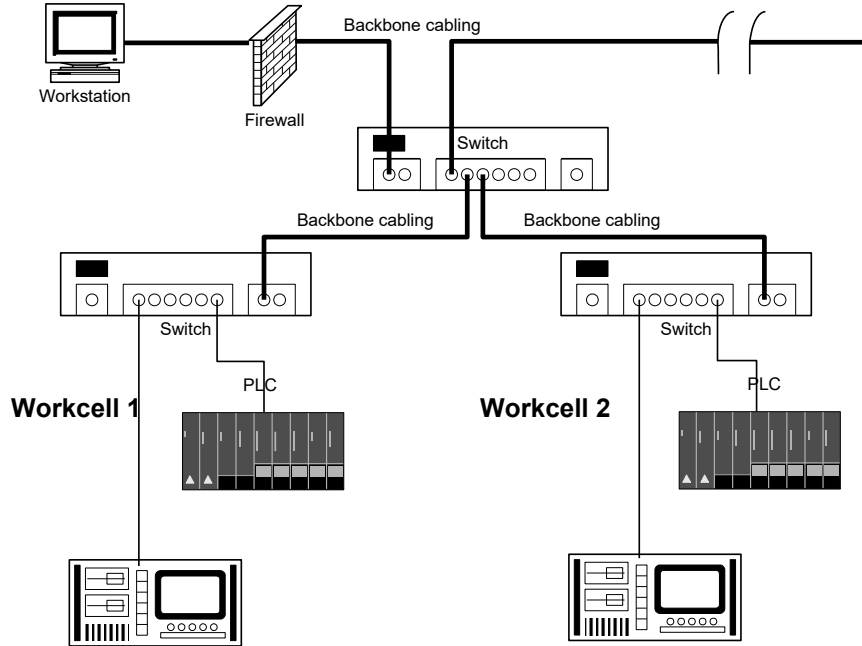 Backbone cabling
Workstation
Firewall
Switch
Backbone cabling
Backbone cabling
Switch
Switch
PLC
PLC
Workcell 1
Workcell 2